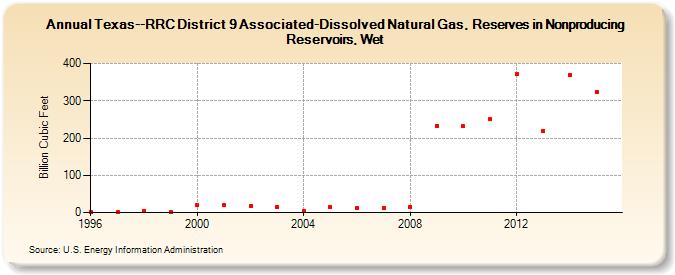 Annual Texas--RRC District 9 Associated-Dissolved Natural Gas, Reserves in Nonproducing
Reservoirs, Wet
Billion Cubic Feet
400
300
200
100
0
1996 2000 2004 2008 2012
Source: U.S. Energy Information Administration